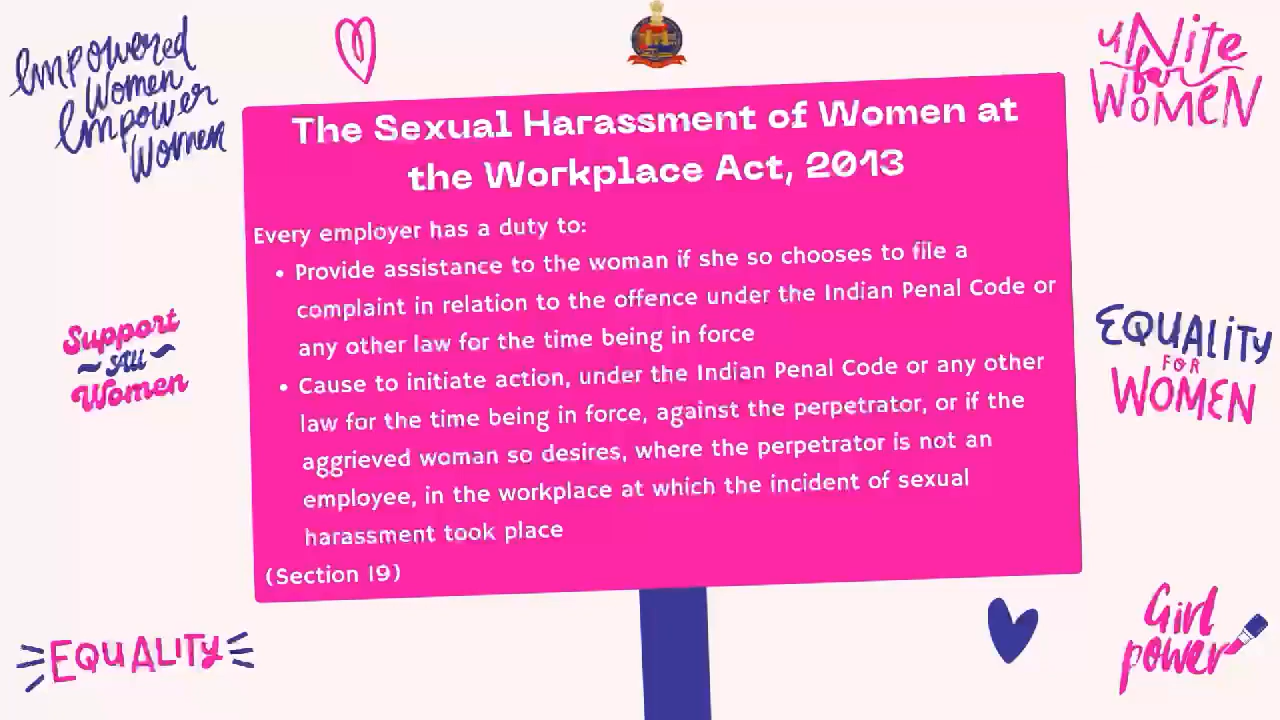 Empowered
Women
Empower
Women
uNite
for
WOMEN
The Sexual Harassment of Women at
the Workplace Act, 2013
Every employer has a duty to:
• Provide assistance to the woman if she so chooses to file a
complaint in relation to the offence under the Indian Penal Code or
any other law for the time being in force
• Cause to initiate action, under the Indian Penal Code or any other
law for the time being in force, against the perpetrator, or if the
aggrieved woman so desires, where the perpetrator is not an
employee, in the workplace at which the incident of sexual
harassment took place
(Section 19)
Support
All
Women
EQUALITY
FOR
WOMEN
EQUALITY
Girl
power